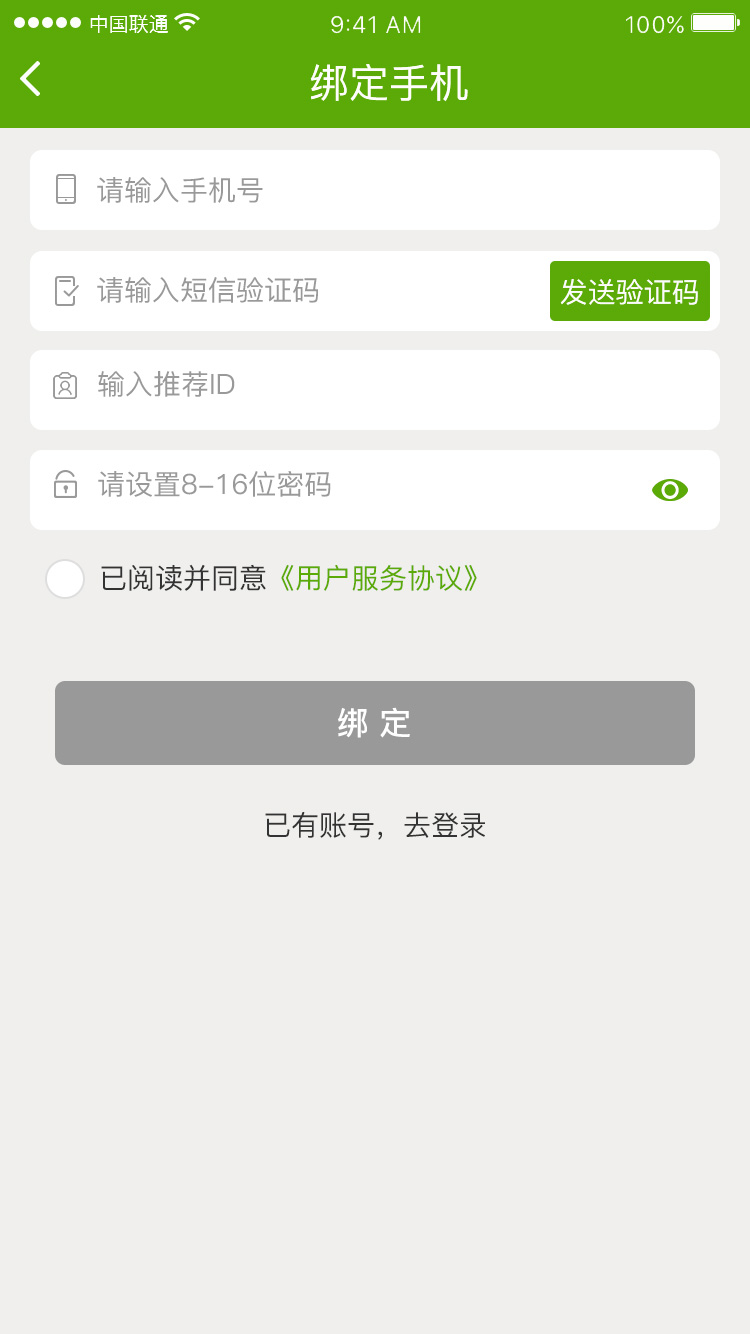 中国联通 9:41 AM 100%
绑定手机
请输入手机号
请输入短信验证码 发送验证码
输入推荐ID
请设置8-16位密码
已阅读并同意《用户服务协议》
绑 定
已有账号，去登录